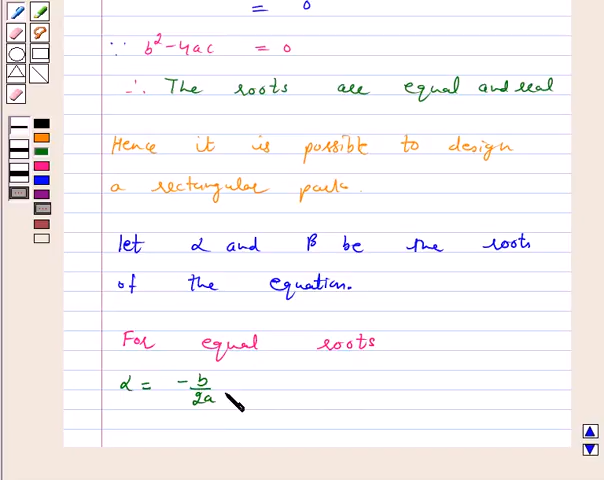 = 0
∵ b²-4ac = 0
∴ The roots are equal and real
Hence it is possible to design
a rectangular park.
let α and β be the roots
of the equation.
For equal roots
α = -b/2a